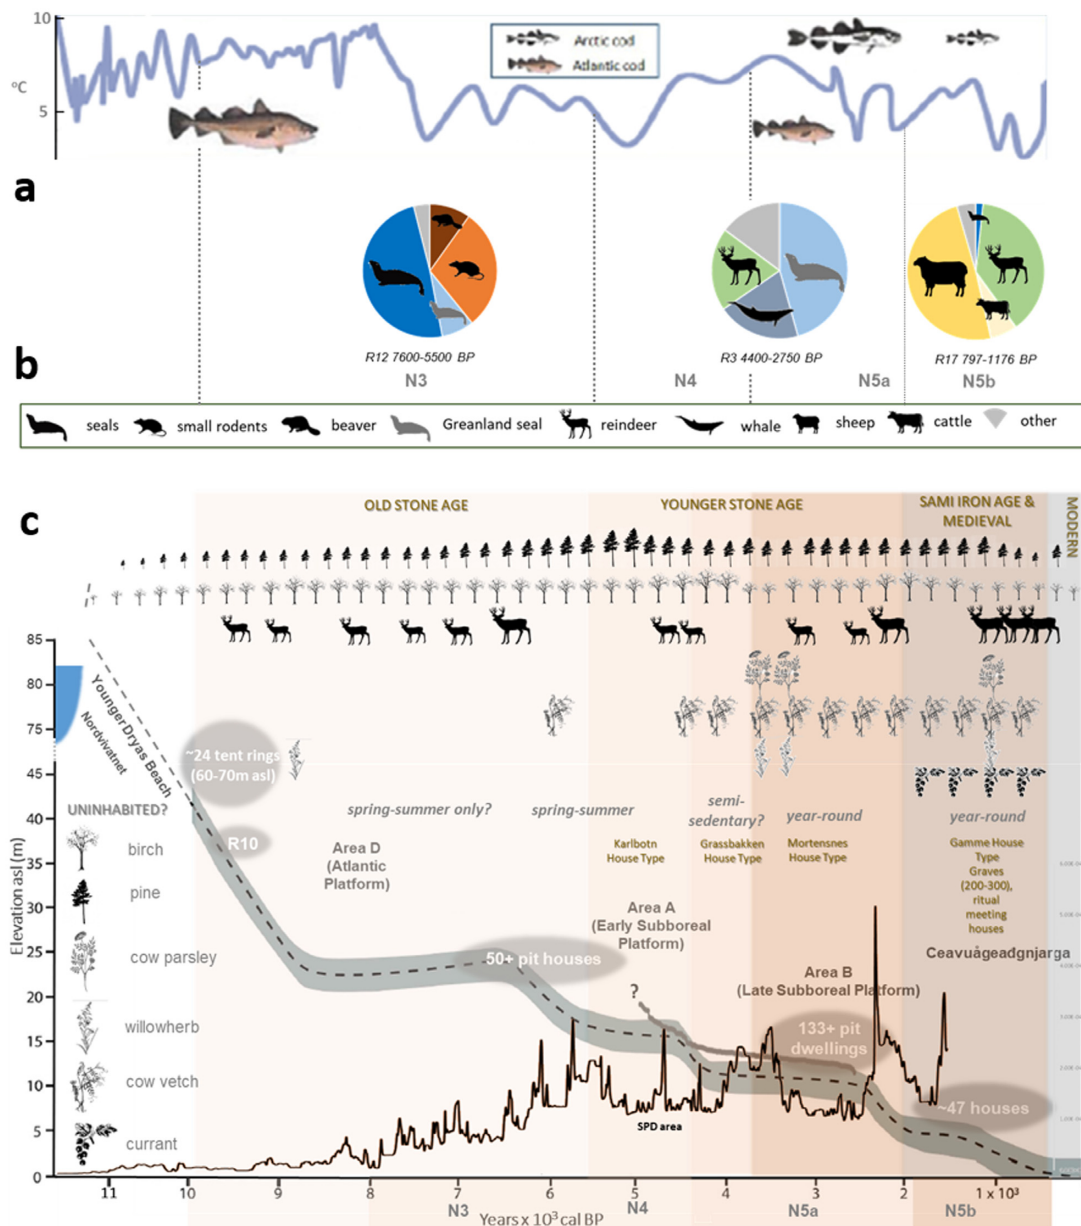 10
°C
5
Arctic cod
Atlantic cod
a
R12 7600-5500 BP
R3 4400-2750 BP
R17 797-1176 BP
b
N3
N4
N5a
N5b
seals
small rodents
beaver
Greanland seal
reindeer
whale
sheep
cattle
other
c
OLD STONE AGE
YOUNGER STONE AGE
SAMI IRON AGE &
MEDIEVAL
MODERN
85
80
75
45
40
35
30
25
20
15
10
5
0
Elevation asl (m)
Younger Dryas Beach
Nordvivatnet
~24 tent rings
(60-70m asl)
UNINHABITED?
R10
spring-summer only?
spring-summer
semi-
sedentary?
year-round
year-round
birch
pine
cow parsley
willowherb
cow vetch
currant
Area D
(Atlantic
Platform)
Karlbotn
House Type
Grassbakken
House Type
Mortensnes
House Type
Gamme House
Type
Graves
(200-300),
ritual
meeting
houses
Area A
(Early Subboreal
Platform)
50+ pit houses
?
Area B
(Late Subboreal Platform)
Ceavuágeađgnjarga
133+ pit
dwellings
~47 houses
SPD area
11
10
9
8
7
6
5
4
3
2
1 x 10³
Years x 10³ cal BP
N3
N4
N5a
N5b